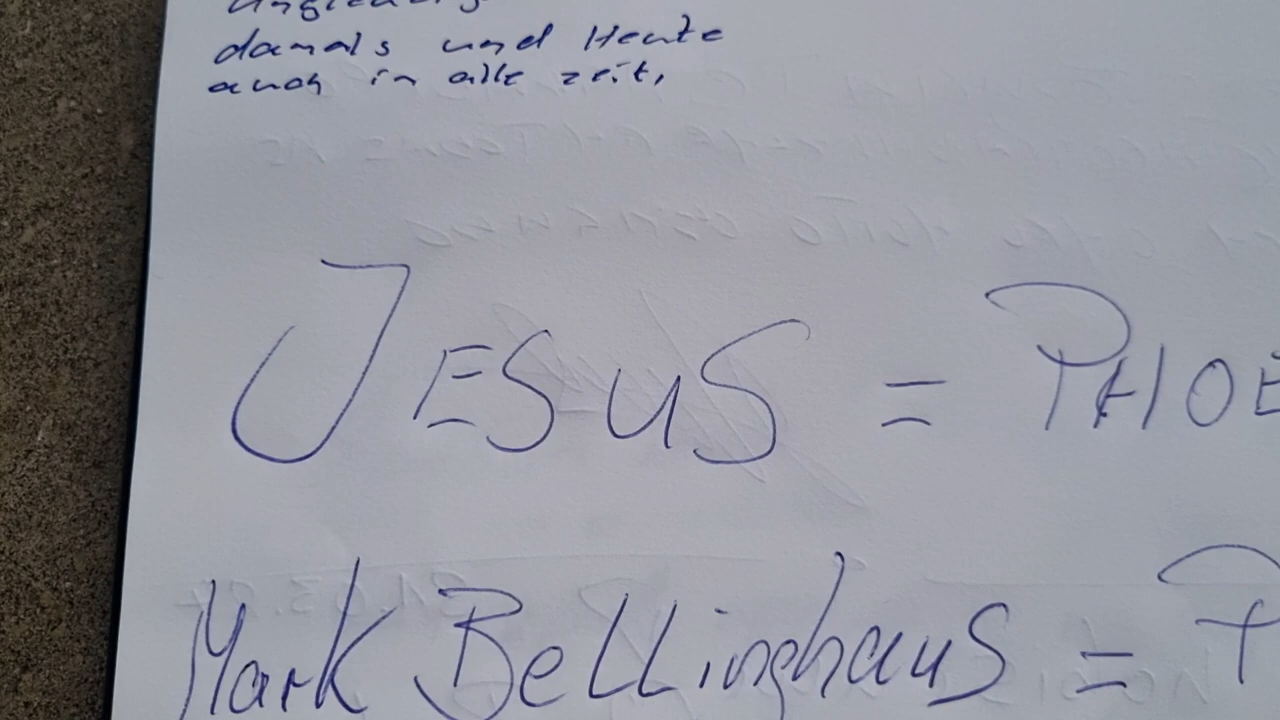 damals und Heute
auch in alle zeit,
JESUS = PHOE
Mark Bellinghaus = P